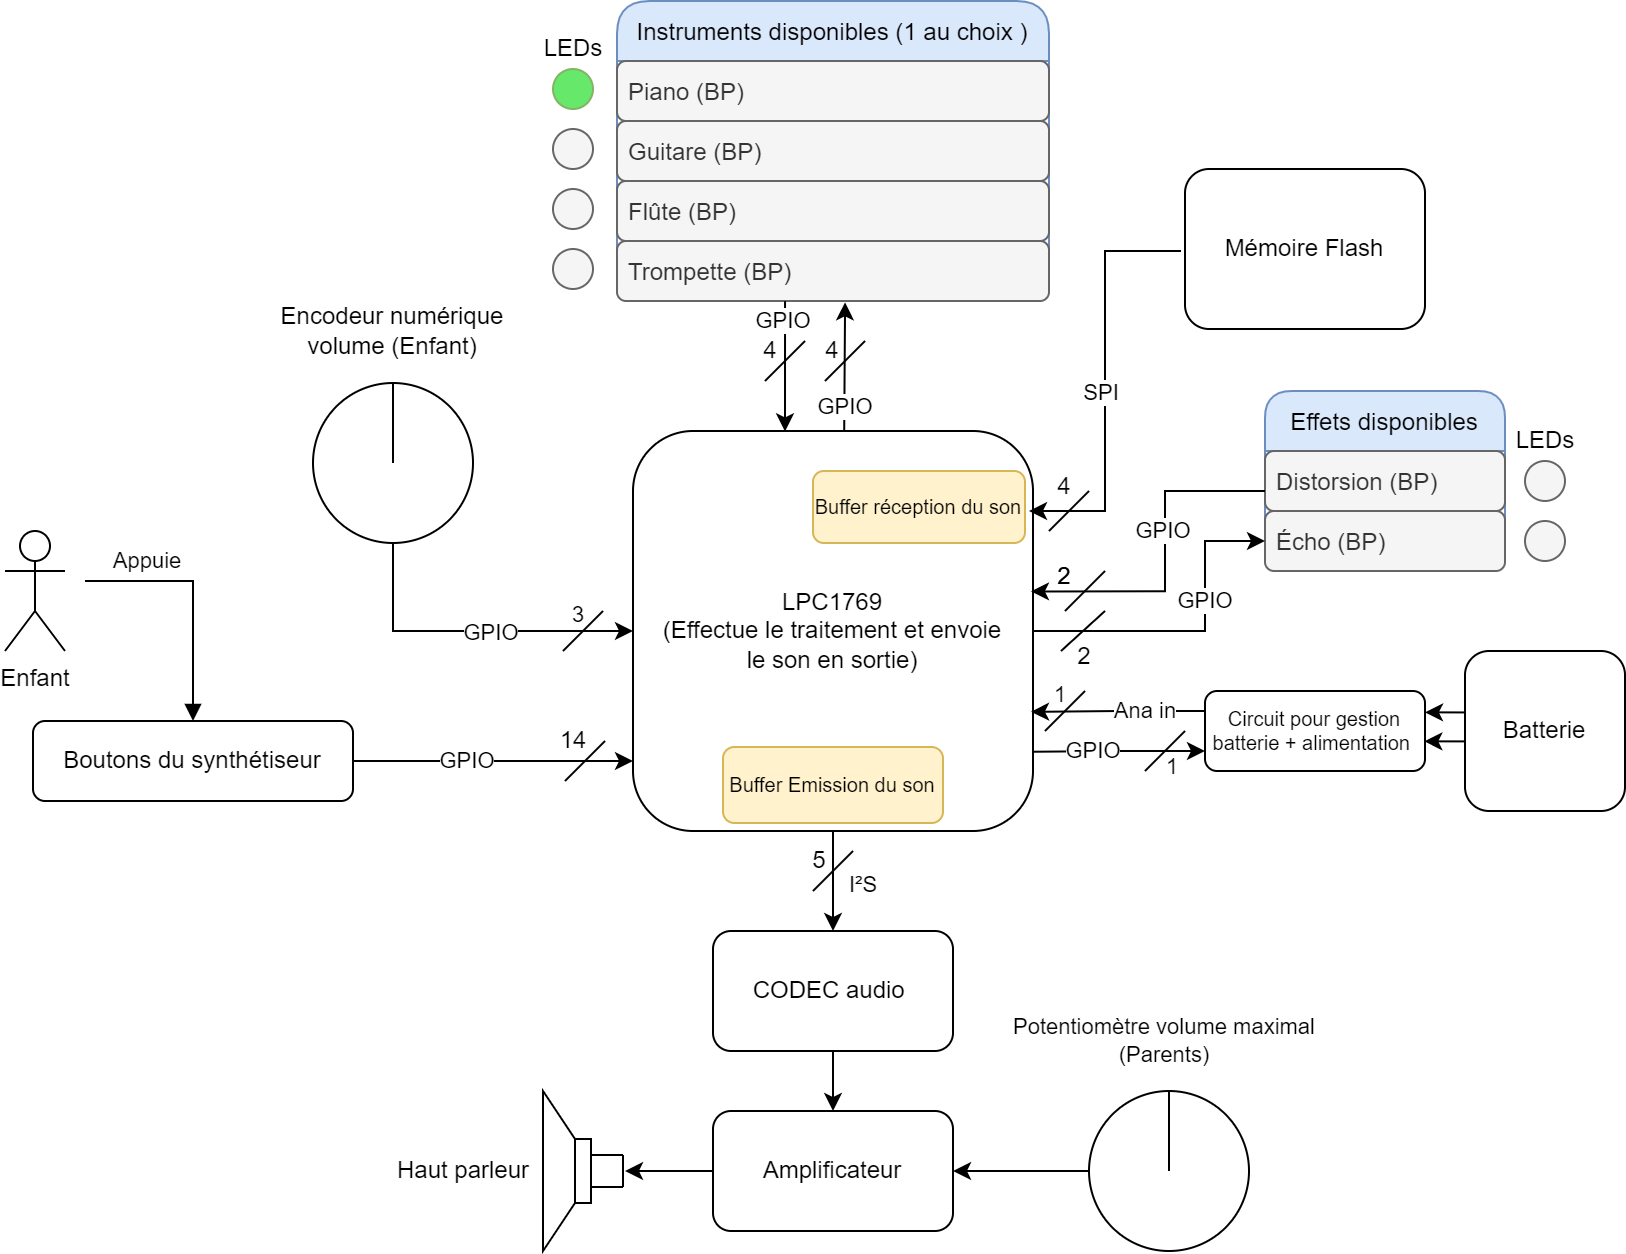 Instruments disponibles (1 au choix )
LEDs
Piano (BP)
Guitare (BP)
Flûte (BP)
Trompette (BP)
GPIO
4
4
GPIO
Mémoire Flash
SPI
4
Encodeur numérique
volume (Enfant)
GPIO
3
Effets disponibles
LEDs
Distorsion (BP)
Écho (BP)
GPIO
2
GPIO
2
Buffer réception du son
LPC1769
(Effectue le traitement et envoie
le son en sortie)
Buffer Emission du son
Appuie
Enfant
Boutons du synthétiseur
GPIO
14
1
Ana in
GPIO
1
Circuit pour gestion
batterie + alimentation
Batterie
5
I²S
CODEC audio
Potentiomètre volume maximal
(Parents)
Haut parleur
Amplificateur